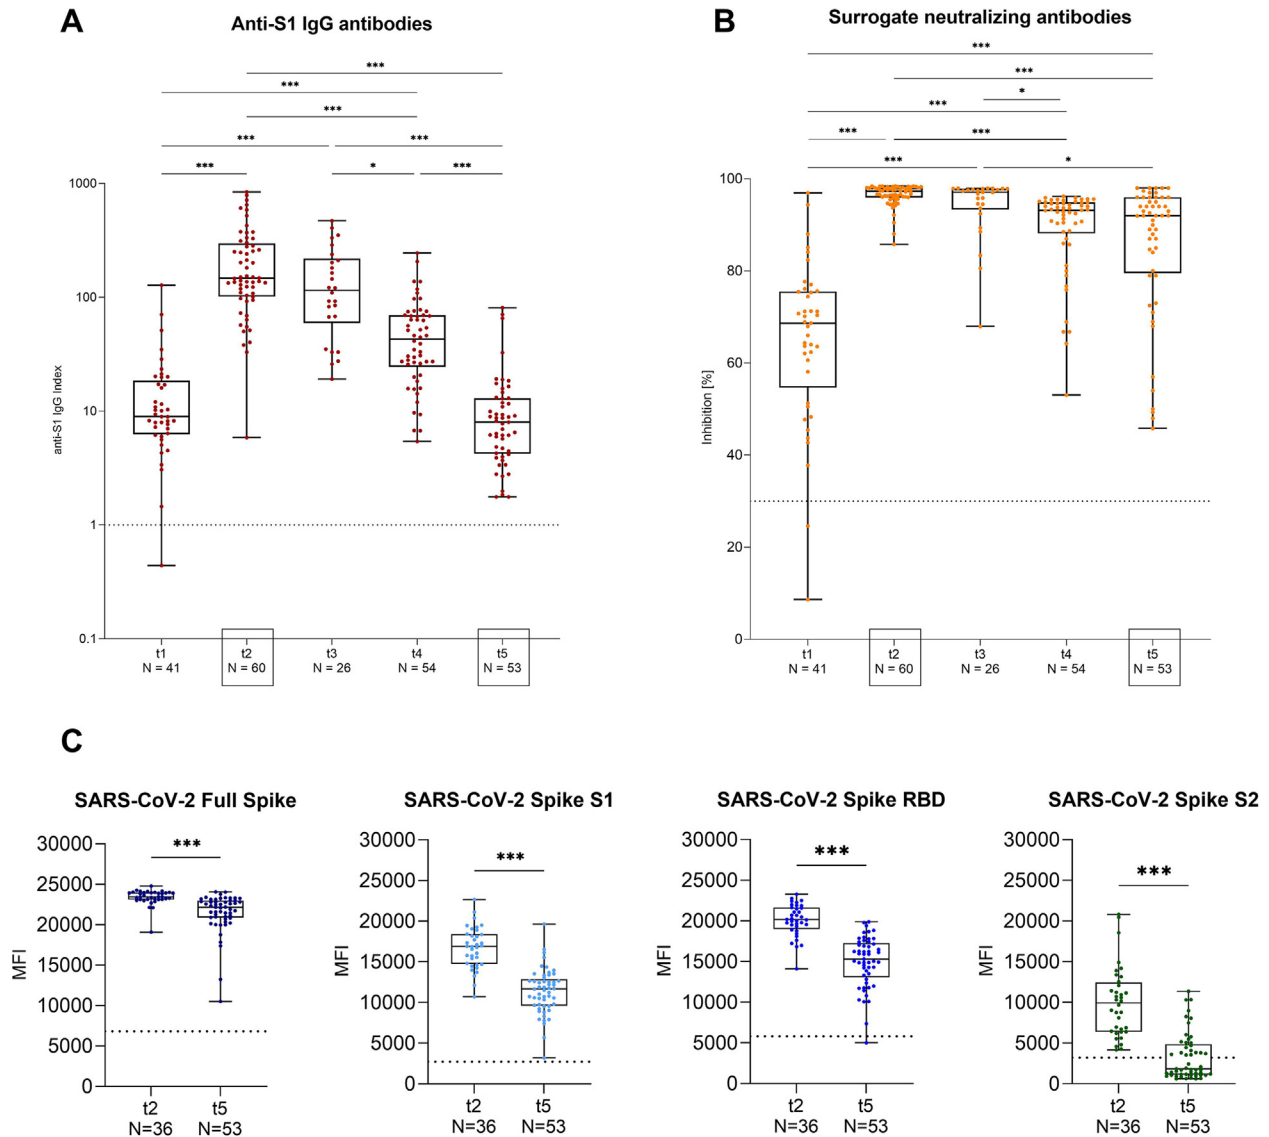 A
Anti-S1 IgG antibodies
***
***
***
***
***
***
*
***
1000
100
10
1
0.1
anti-S1 IgG Index
t1
t2
t3
t4
t5
N = 41
N = 60
N = 26
N = 54
N = 53
B
Surrogate neutralizing antibodies
***
***
*
***
***
***
***
*
100
80
60
40
20
0
Inhibition [%]
t1
t2
t3
t4
t5
N = 41
N = 60
N = 26
N = 54
N = 53
C
SARS-CoV-2 Full Spike
***
30000
25000
20000
15000
10000
5000
0
MFI
t2
t5
N=36
N=53
SARS-CoV-2 Spike S1
***
30000
25000
20000
15000
10000
5000
0
MFI
t2
t5
N=36
N=53
SARS-CoV-2 Spike RBD
***
30000
25000
20000
15000
10000
5000
0
MFI
t2
t5
N=36
N=53
SARS-CoV-2 Spike S2
***
30000
25000
20000
15000
10000
5000
0
MFI
t2
t5
N=36
N=53